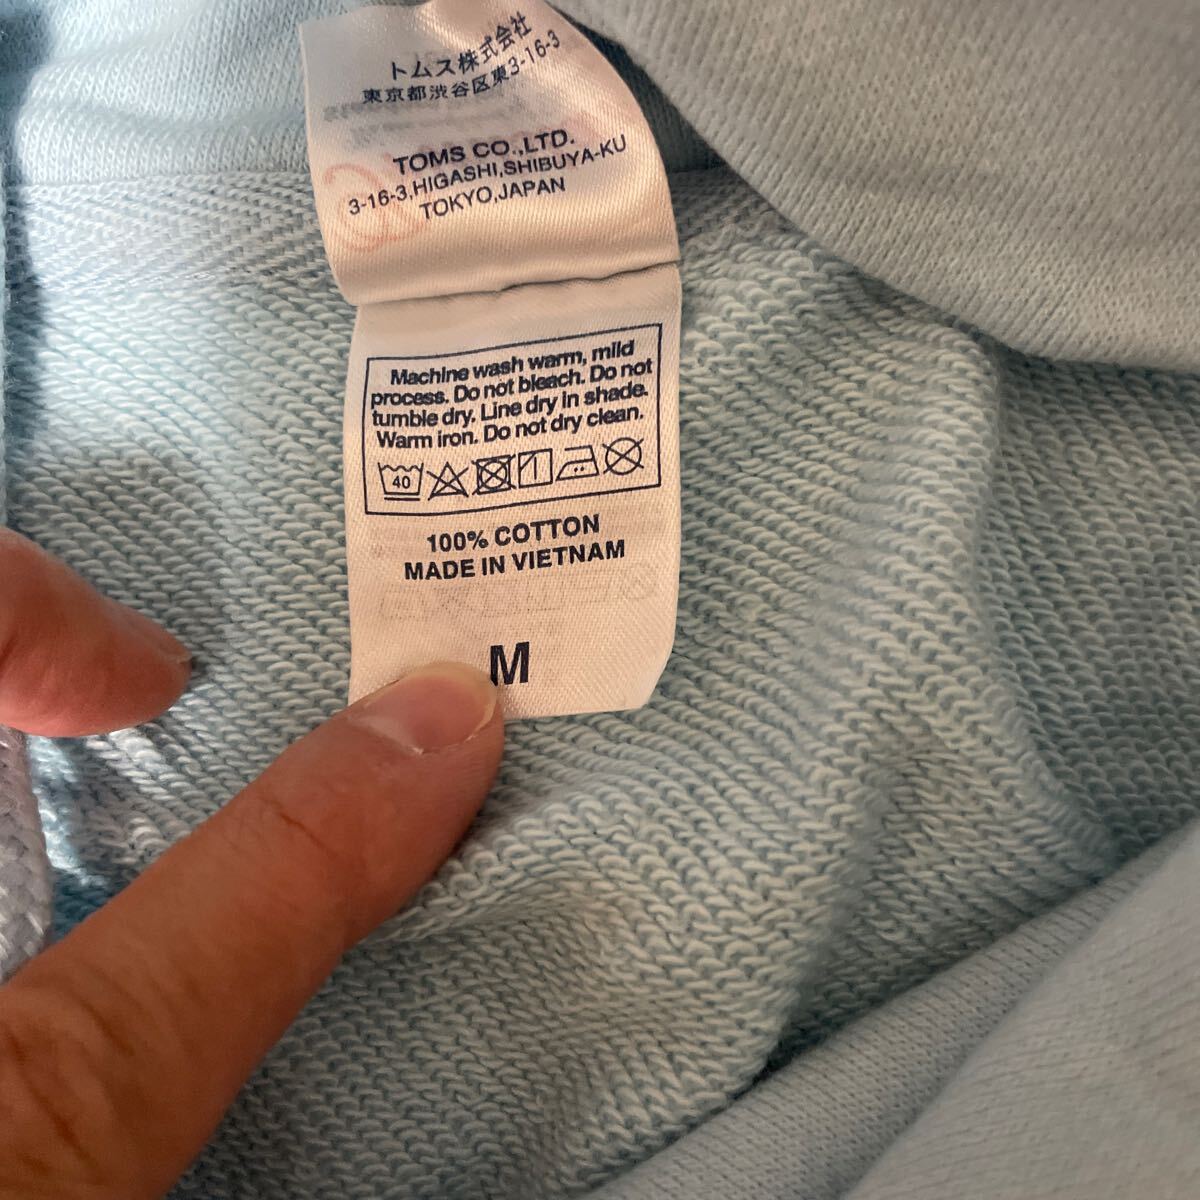 トムス株式会社
東京都渋谷区東3-16-3
TOMS CO.,LTD.
3-16-3,HIGASHI,SHIBUYA-KU
TOKYO,JAPAN
Machine wash warm, mild
process. Do not bleach. Do not
tumble dry. Line dry in shade.
Warm iron. Do not dry clean.
40
100% COTTON
MADE IN VIETNAM
M